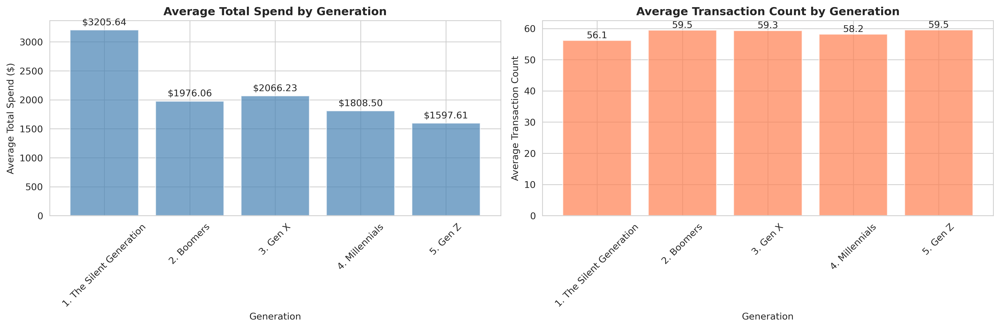 Average Total Spend by Generation
Average Total Spend ($)
3000
2500
2000
1500
1000
500
0
$3205.64
$1976.06
$2066.23
$1808.50
$1597.61
1. The Silent Generation
2. Boomers
3. Gen X
4. Millennials
5. Gen Z
Generation
Average Transaction Count by Generation
Average Transaction Count
60
50
40
30
20
10
0
56.1
59.5
59.3
58.2
59.5
1. The Silent Generation
2. Boomers
3. Gen X
4. Millennials
5. Gen Z
Generation